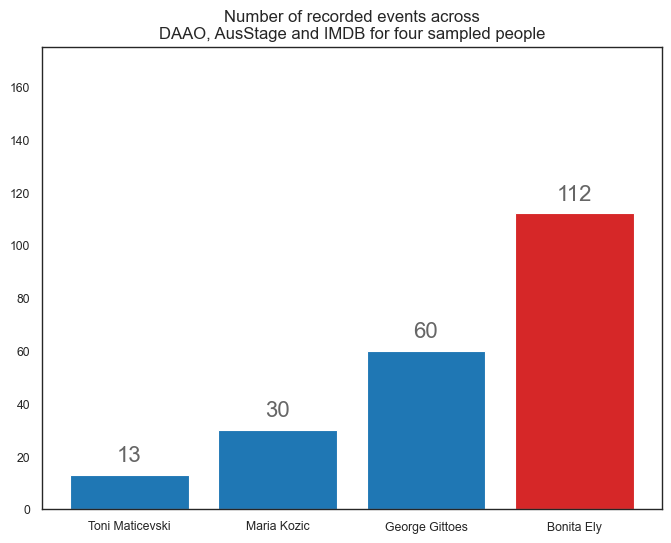 Number of recorded events across
DAAO, AusStage and IMDB for four sampled people
160
140
120
100
80
60
40
20
0
112
60
30
13
Toni Maticevski
Maria Kozic
George Gittoes
Bonita Ely